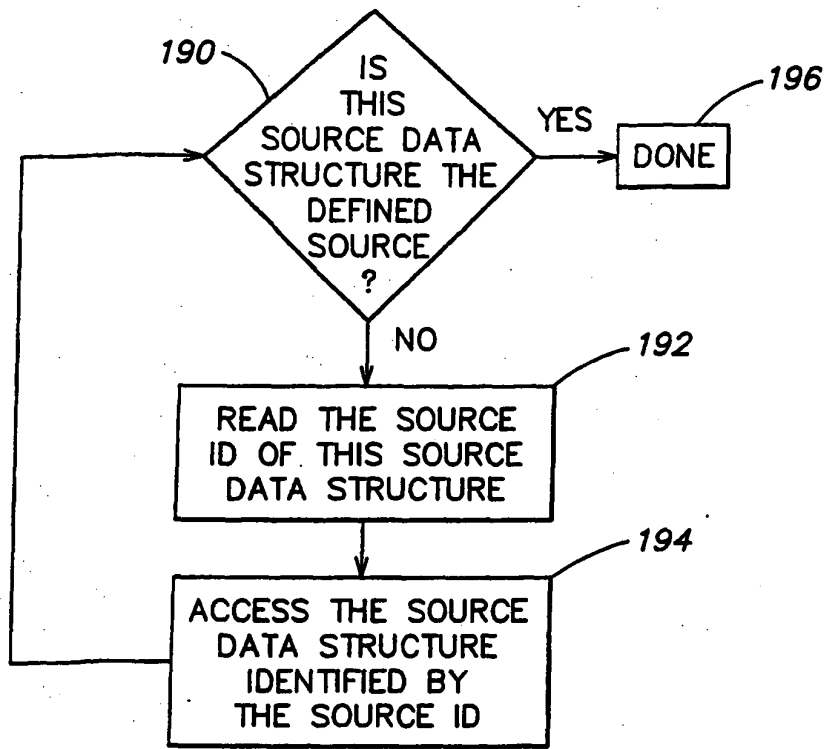 190
IS
THIS
SOURCE DATA
STRUCTURE THE
DEFINED
SOURCE
?
YES
196
DONE
NO
192
READ THE SOURCE
ID OF THIS SOURCE
DATA STRUCTURE
194
ACCESS THE SOURCE
DATA STRUCTURE
IDENTIFIED BY
THE SOURCE ID